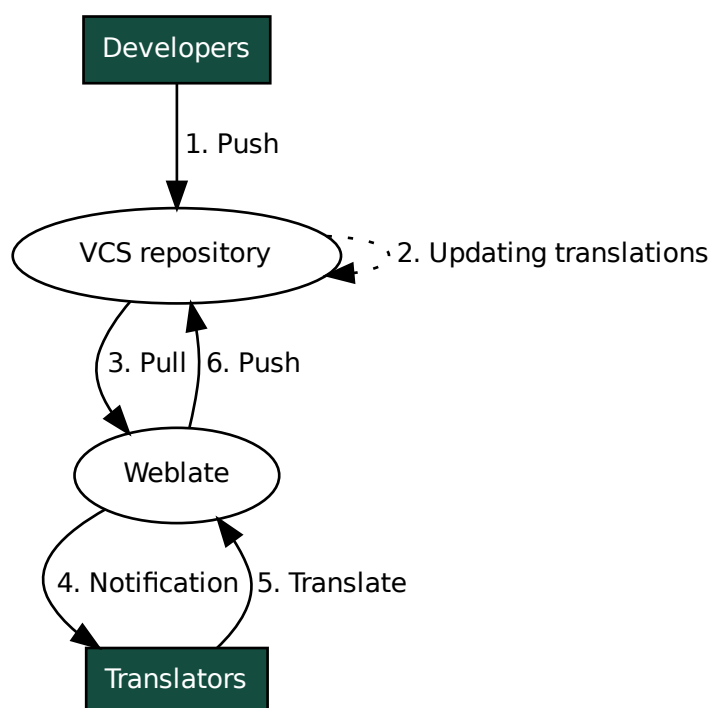 Developers
1. Push
VCS repository
2. Updating translations
3. Pull
6. Push
Weblate
4. Notification
5. Translate
Translators